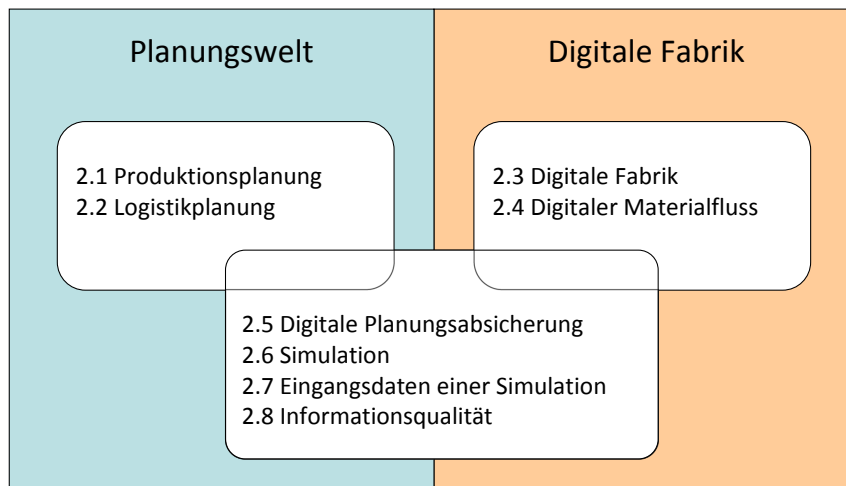 Planungswelt
Digitale Fabrik
2.1 Produktionsplanung
2.2 Logistikplanung
2.3 Digitale Fabrik
2.4 Digitaler Materialfluss
2.5 Digitale Planungsabsicherung
2.6 Simulation
2.7 Eingangsdaten einer Simulation
2.8 Informationsqualität